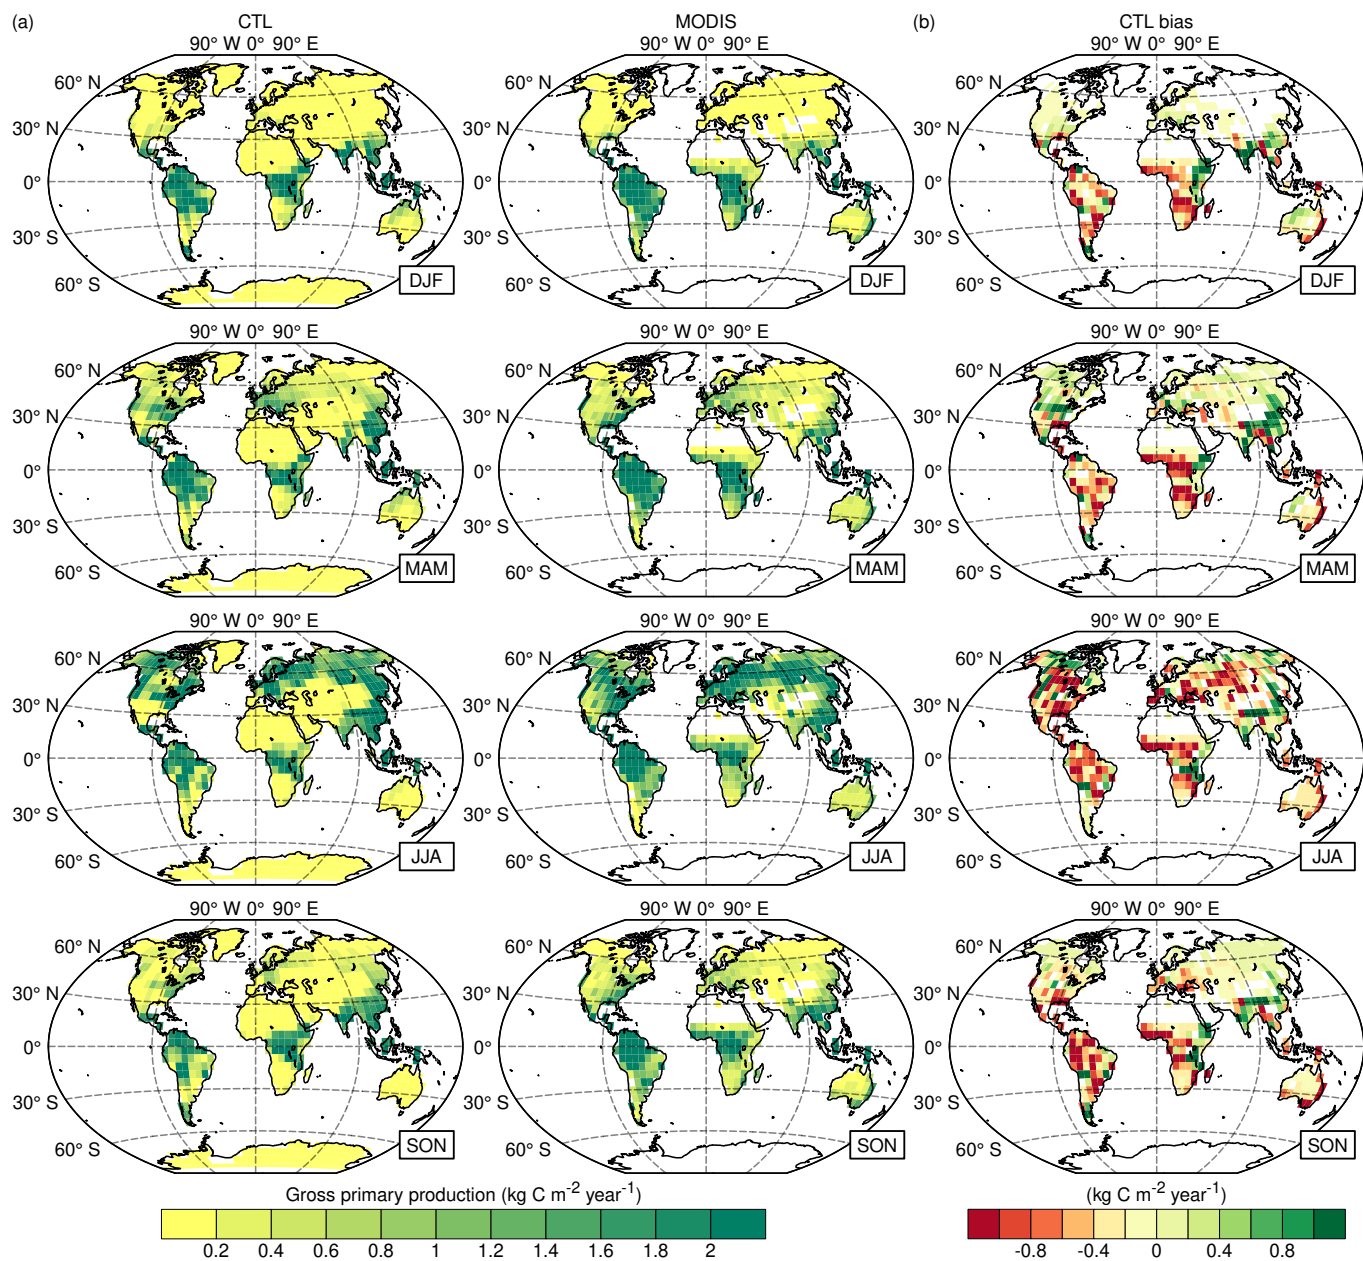 (a) CTL MODIS (b) CTL bias
90° W 0° 90° E 90° W 0° 90° E 90° W 0° 90° E
60° N 60° N 60° N
30° N 30° N 30° N
0° 0° 0°
30° S 30° S 30° S
60° S DJF 60° S DJF 60° S DJF
90° W 0° 90° E 90° W 0° 90° E 90° W 0° 90° E
60° N 60° N 60° N
30° N 30° N 30° N
0° 0° 0°
30° S 30° S 30° S
60° S MAM 60° S MAM 60° S MAM
90° W 0° 90° E 90° W 0° 90° E 90° W 0° 90° E
60° N 60° N 60° N
30° N 30° N 30° N
0° 0° 0°
30° S 30° S 30° S
60° S JJA 60° S JJA 60° S JJA
90° W 0° 90° E 90° W 0° 90° E 90° W 0° 90° E
60° N 60° N 60° N
30° N 30° N 30° N
0° 0° 0°
30° S 30° S 30° S
60° S SON 60° S SON 60° S SON
Gross primary production (kg C m⁻² year⁻¹) (kg C m⁻² year⁻¹)
0.2 0.4 0.6 0.8 1 1.2 1.4 1.6 1.8 2 -0.8 -0.4 0 0.4 0.8